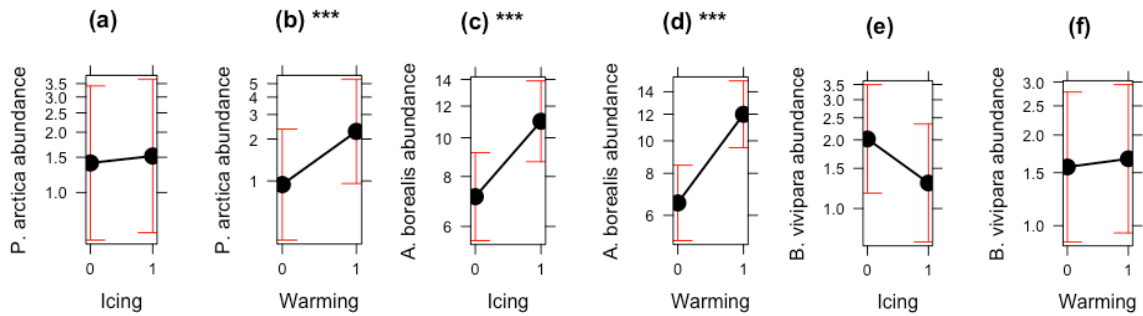 (a)
P. arctica abundance
3.5
3.0
2.5
2.0
1.5
1.0
0 1
Icing
(b) ***
P. arctica abundance
5
4
3
2
1
0 1
Warming
(c) ***
A. borealis abundance
14
12
10
8
6
0 1
Icing
(d) ***
A. borealis abundance
14
12
10
8
6
0 1
Warming
(e)
B. vivipara abundance
3.5
3.0
2.5
2.0
1.5
1.0
0 1
Icing
(f)
B. vivipara abundance
3.0
2.5
2.0
1.5
1.0
0 1
Warming